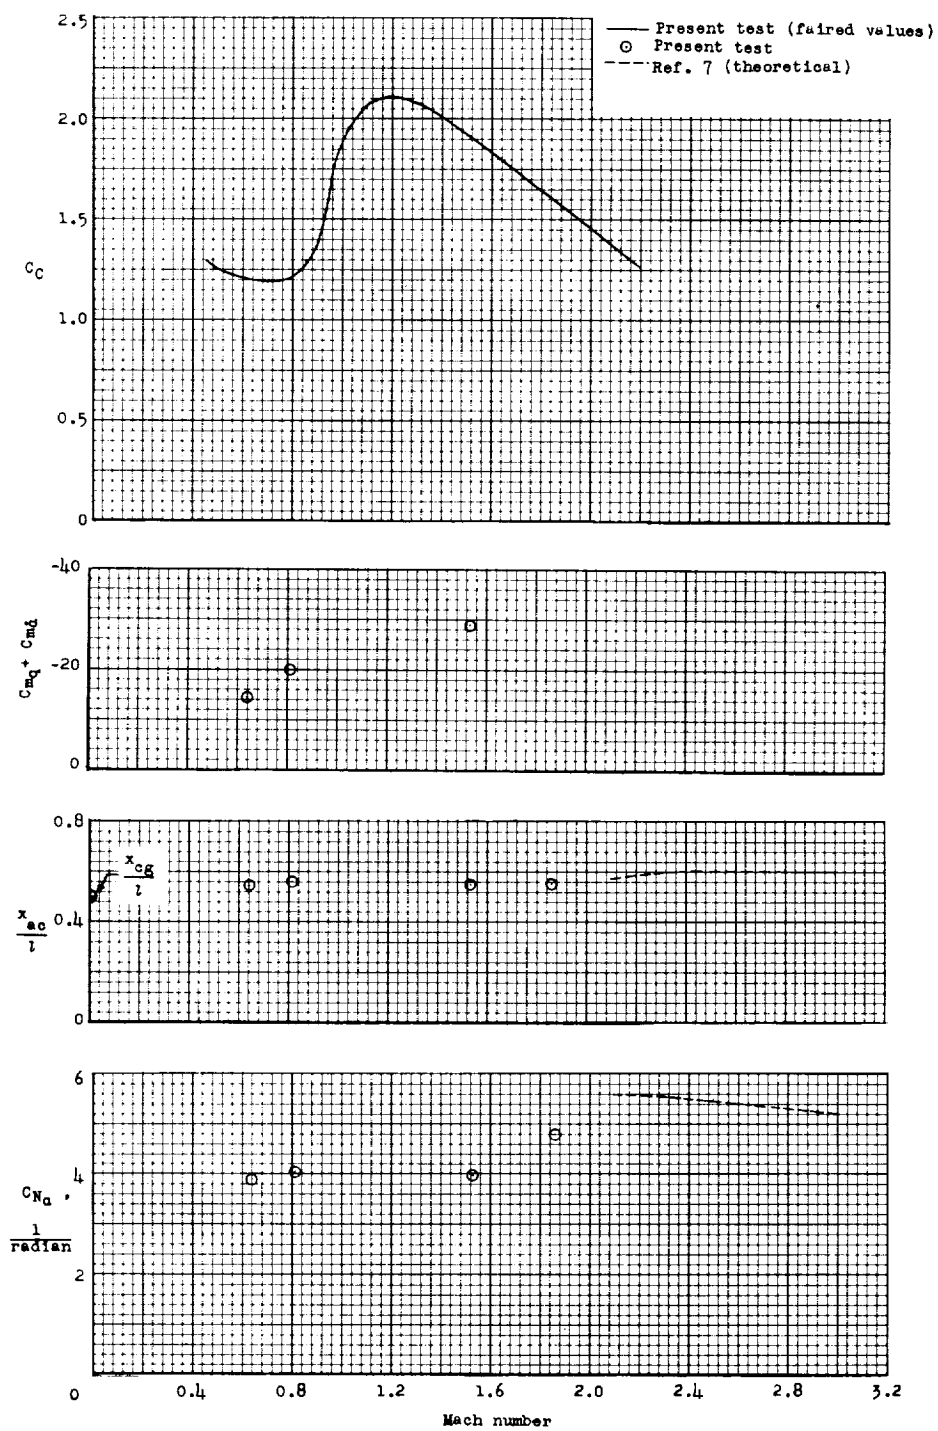 Present test (faired values)
Present test
Ref. 7 (theoretical)
2.5
2.0
1.5
C_C
1.0
0.5
0
-40
C_mq + C_mα̇
-20
0
0.8
x_cg
l
x_ac
l
0.4
0
6
4
C_Nα ,
1
radian
2
0 0.4 0.8 1.2 1.6 2.0 2.4 2.8 3.2
Mach number